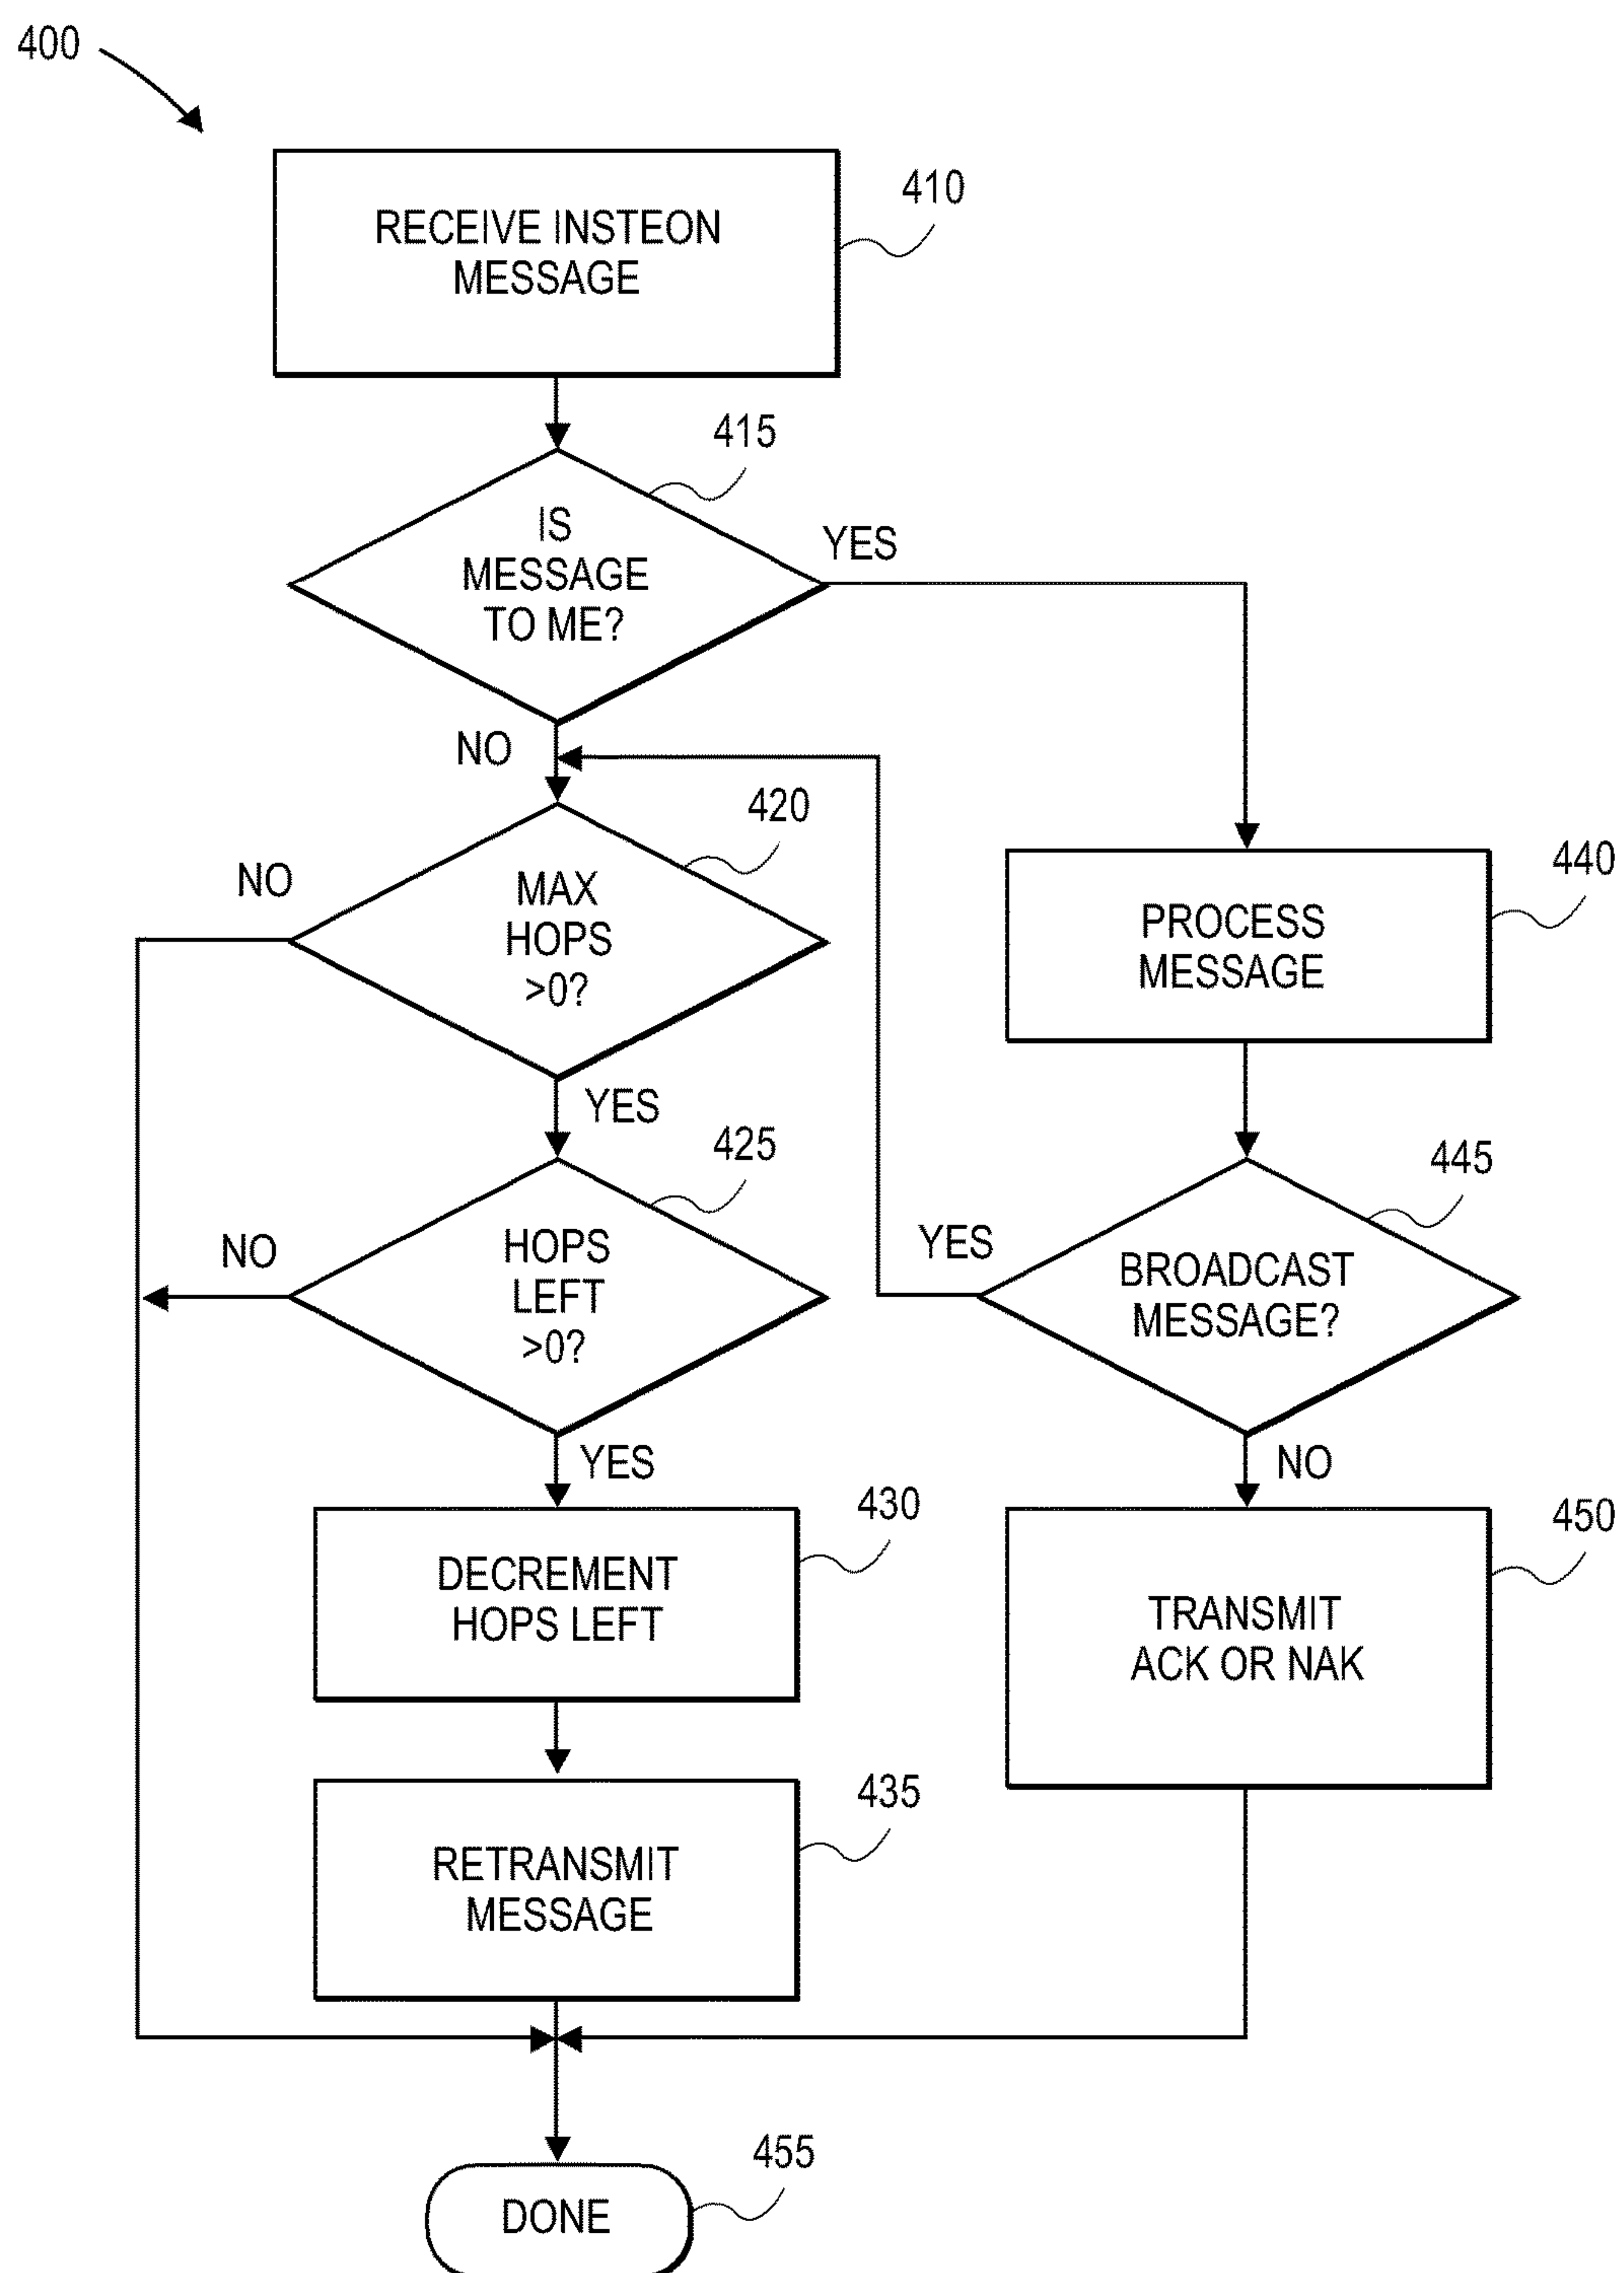 400
RECEIVE INSTEON
MESSAGE
410
IS
MESSAGE
TO ME?
415
YES
NO
MAX
HOPS
>0?
420
NO
YES
HOPS
LEFT
>0?
425
NO
YES
DECREMENT
HOPS LEFT
430
RETRANSMIT
MESSAGE
435
PROCESS
MESSAGE
440
BROADCAST
MESSAGE?
445
YES
NO
TRANSMIT
ACK OR NAK
450
DONE
455